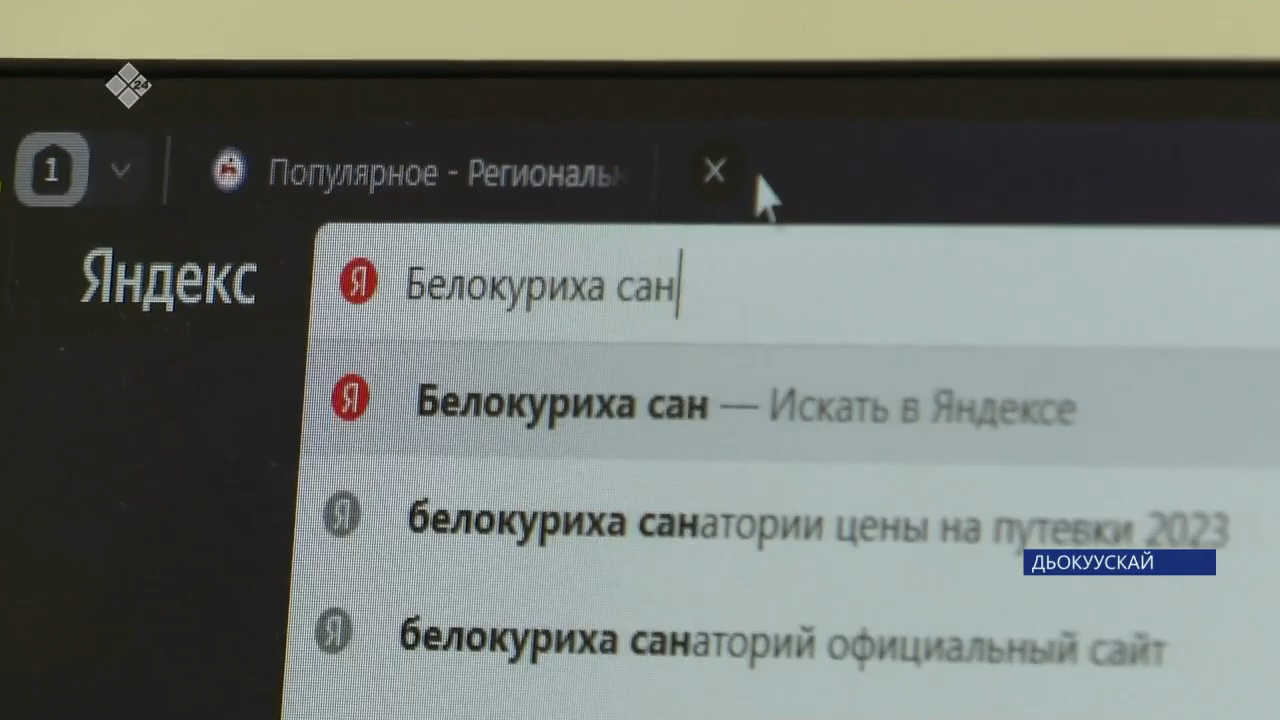 24
1
Популярное - Региональн
Яндекс
Я Белокуриха сан
Я Белокуриха сан — Искать в Яндексе
Я белокуриха санатории цены на путевки 2023
ДЬОКУУСКАЙ
Я белокуриха санаторий официальный сайт